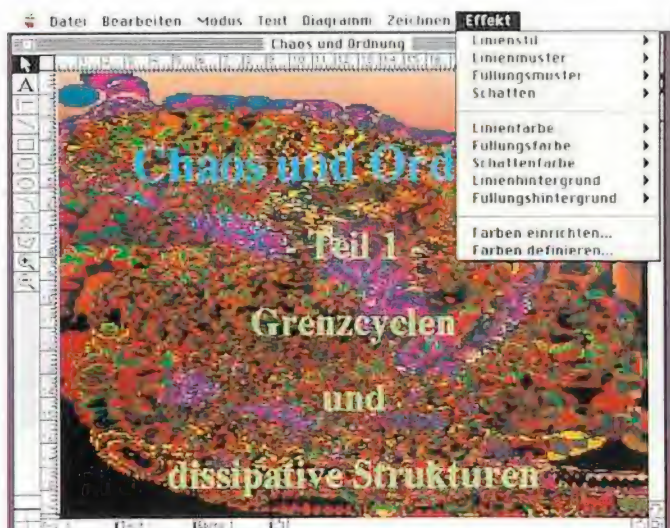 Datei Bearbeiten Modus Text Diagramm Zeichnen Effekt
Chaos und Ordnung
Linienstil
Linienmuster
Füllungsmuster
Schatten
Linienfarbe
Füllungsfarbe
Schattenfarbe
Linienhintergrund
Füllungshintergrund
Farben einrichten...
Farben definieren...
A
Chaos und Ord
Teil 1
Grenzcyclen
und
dissipative Strukturen